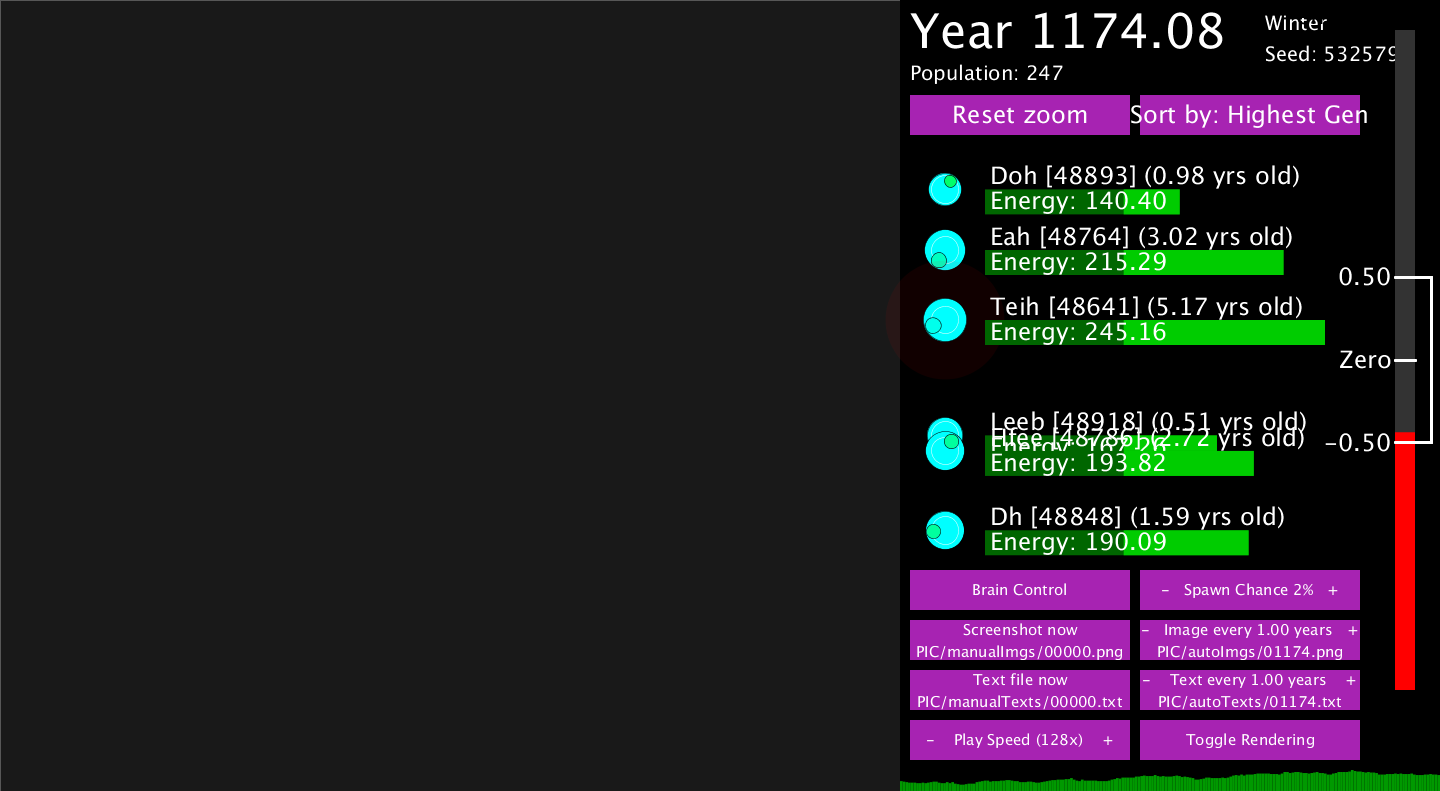 Year 1174.08
Winter
Seed: 532579
Population: 247
Reset zoom
Sort by: Highest Gen
Doh [48893] (0.98 yrs old)
Energy: 140.40
Eah [48764] (3.02 yrs old)
Energy: 215.29
Teih [48641] (5.17 yrs old)
Energy: 245.16
0.50
Zero
-0.50
Leeb [48918] (0.51 yrs old)
[48786] (2.72 yrs old)
Energy: 193.82
Dh [48848] (1.59 yrs old)
Energy: 190.09
Brain Control
- Spawn Chance 2% +
Screenshot now
PIC/manualImgs/00000.png
- Image every 1.00 years +
PIC/autoImgs/01174.png
Text file now
PIC/manualTexts/00000.txt
- Text every 1.00 years +
PIC/autoTexts/01174.txt
- Play Speed (128x) +
Toggle Rendering